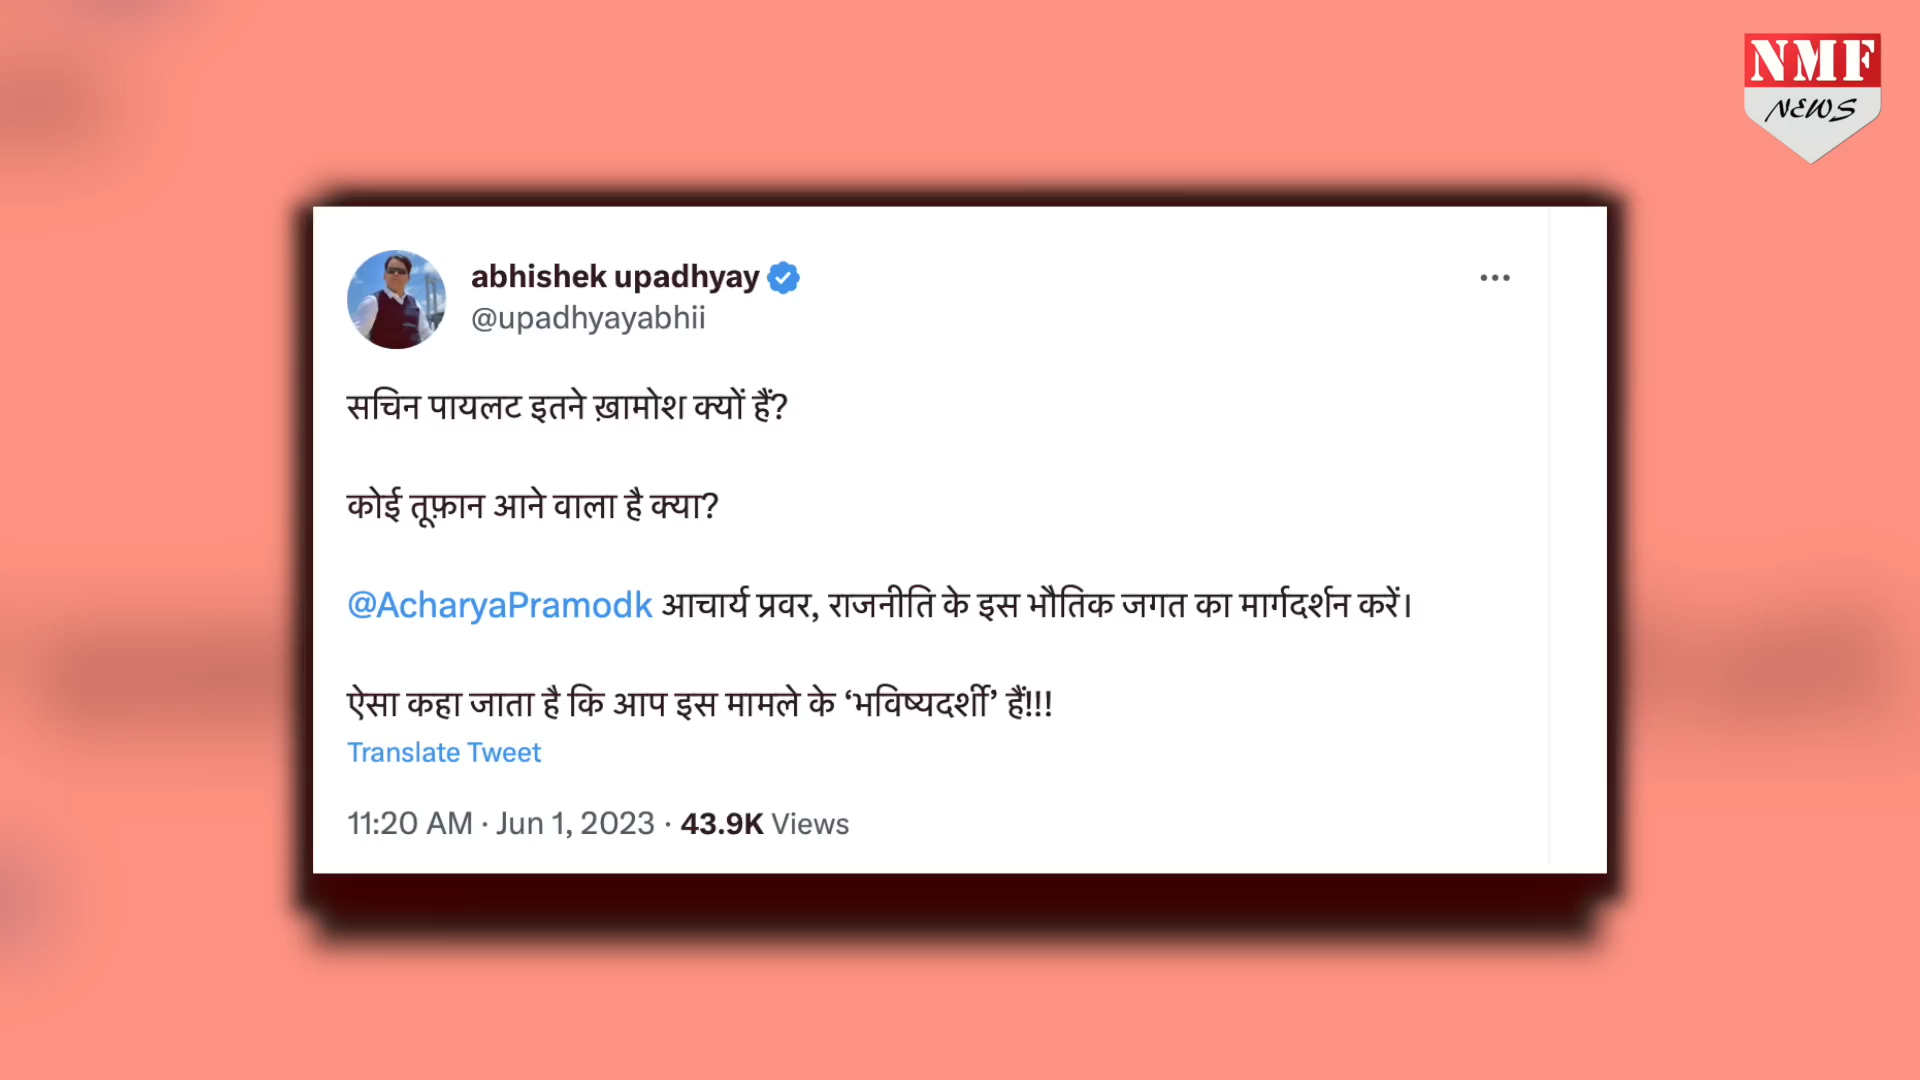 NMF
NEWS
abhishek upadhyay
@upadhyayabhii
सचिन पायलट इतने ख़ामोश क्यों हैं?
कोई तूफ़ान आने वाला है क्या?
@AcharyaPramodk आचार्य प्रवर, राजनीति के इस भौतिक जगत का मार्गदर्शन करें।
ऐसा कहा जाता है कि आप इस मामले के ‘भविष्यदर्शी’ हैं!!!
Translate Tweet
11:20 AM · Jun 1, 2023 · 43.9K Views